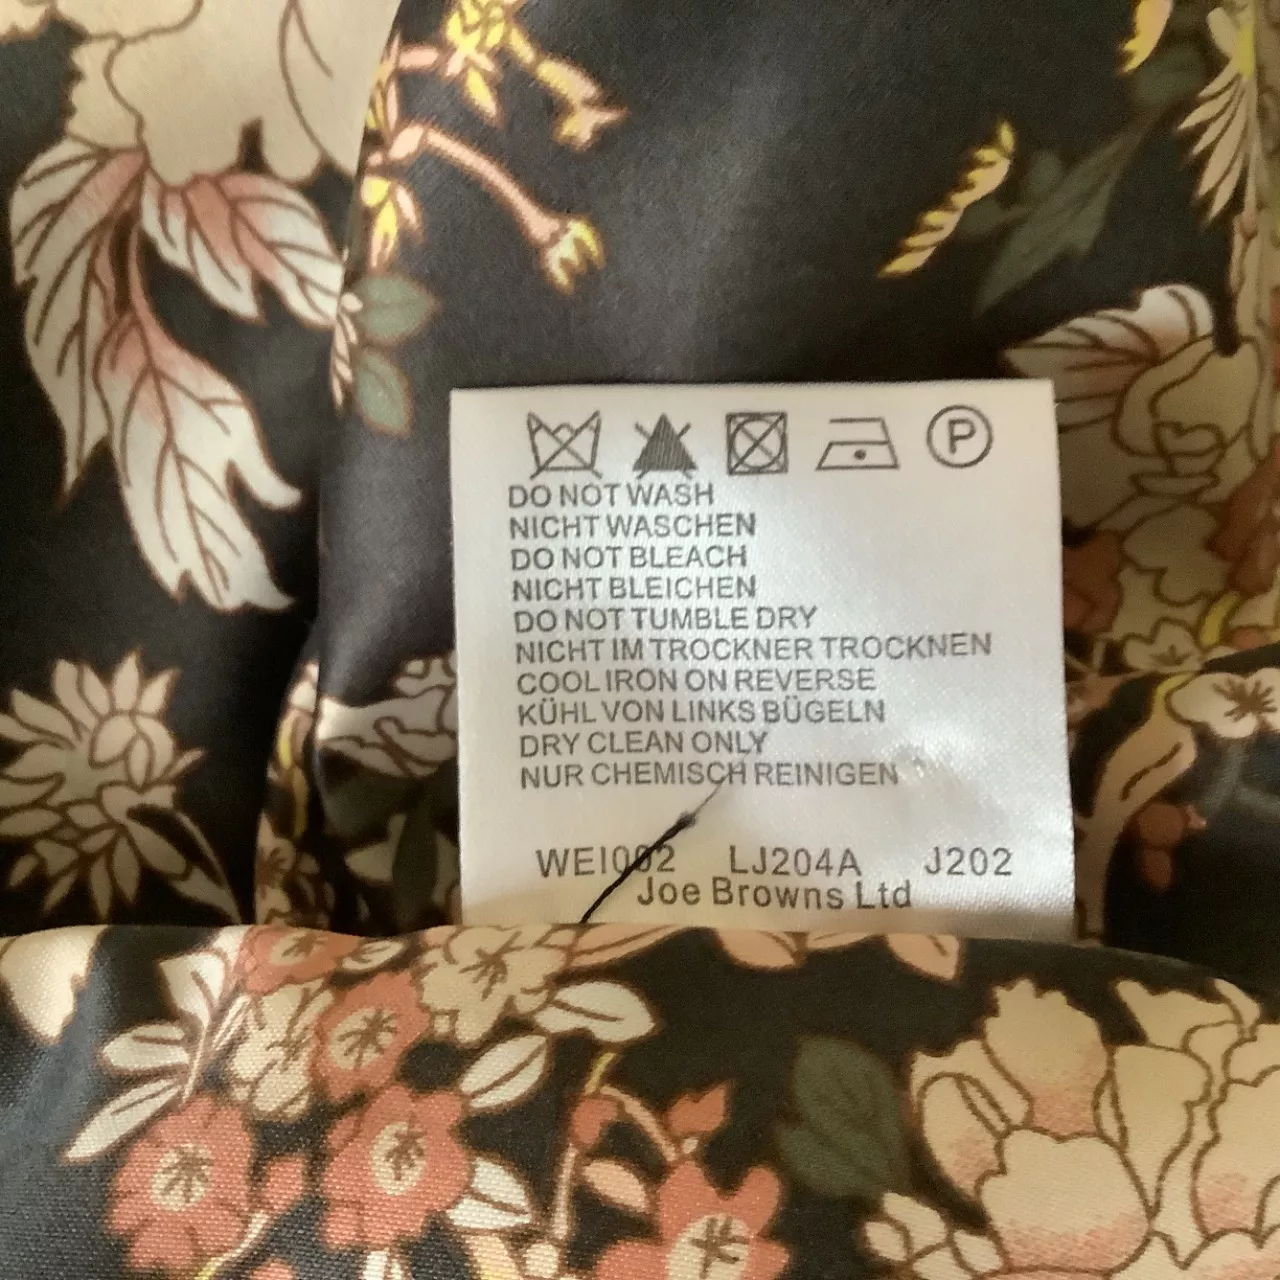 P
DO NOT WASH
NICHT WASCHEN
DO NOT BLEACH
NICHT BLEICHEN
DO NOT TUMBLE DRY
NICHT IM TROCKNER TROCKNEN
COOL IRON ON REVERSE
KÜHL VON LINKS BÜGELN
DRY CLEAN ONLY
NUR CHEMISCH REINIGEN
WEI002 LJ204A J202
Joe Browns Ltd